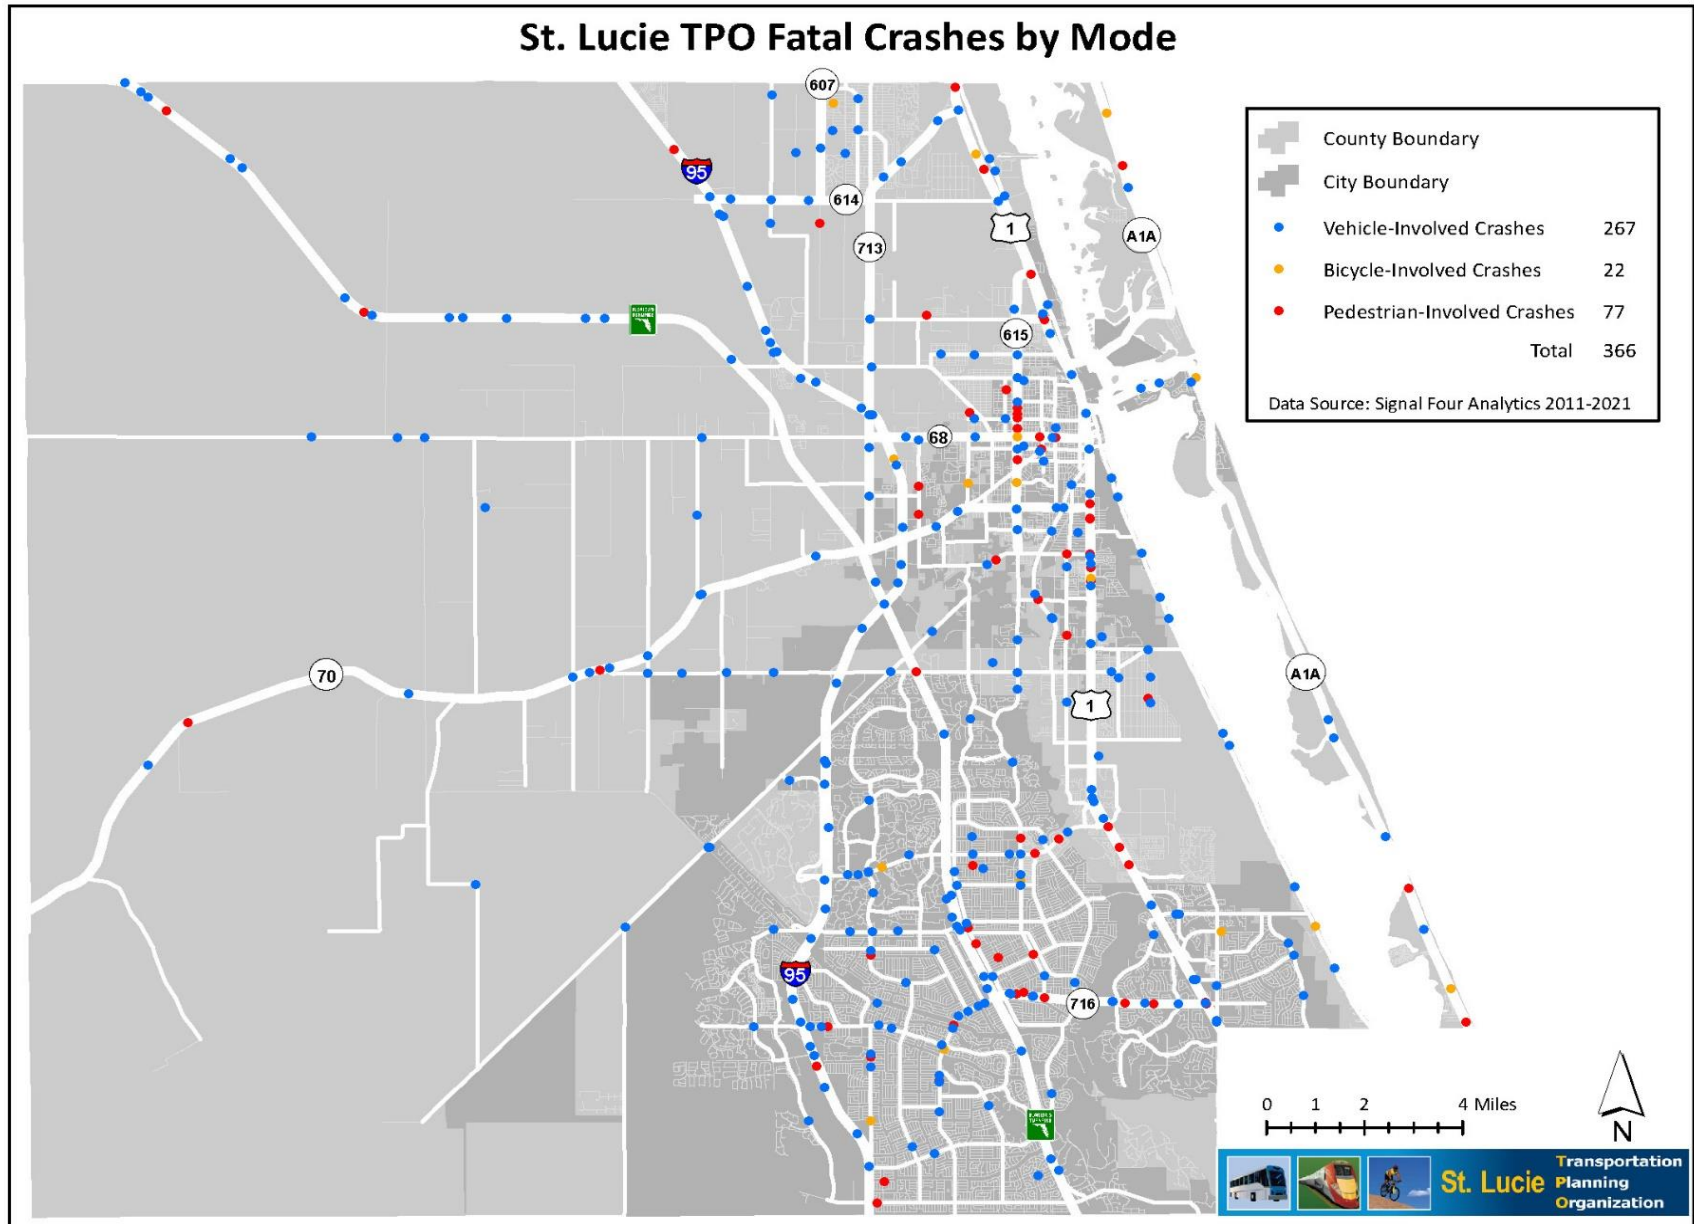 St. Lucie TPO Fatal Crashes by Mode
607
95
614
1
A1A
713
615
68
70
A1A
1
95
716
County Boundary
City Boundary
Vehicle-Involved Crashes 267
Bicycle-Involved Crashes 22
Pedestrian-Involved Crashes 77
Total 366
Data Source: Signal Four Analytics 2011-2021
0 1 2 4 Miles
N
St. Lucie
Transportation
Planning
Organization